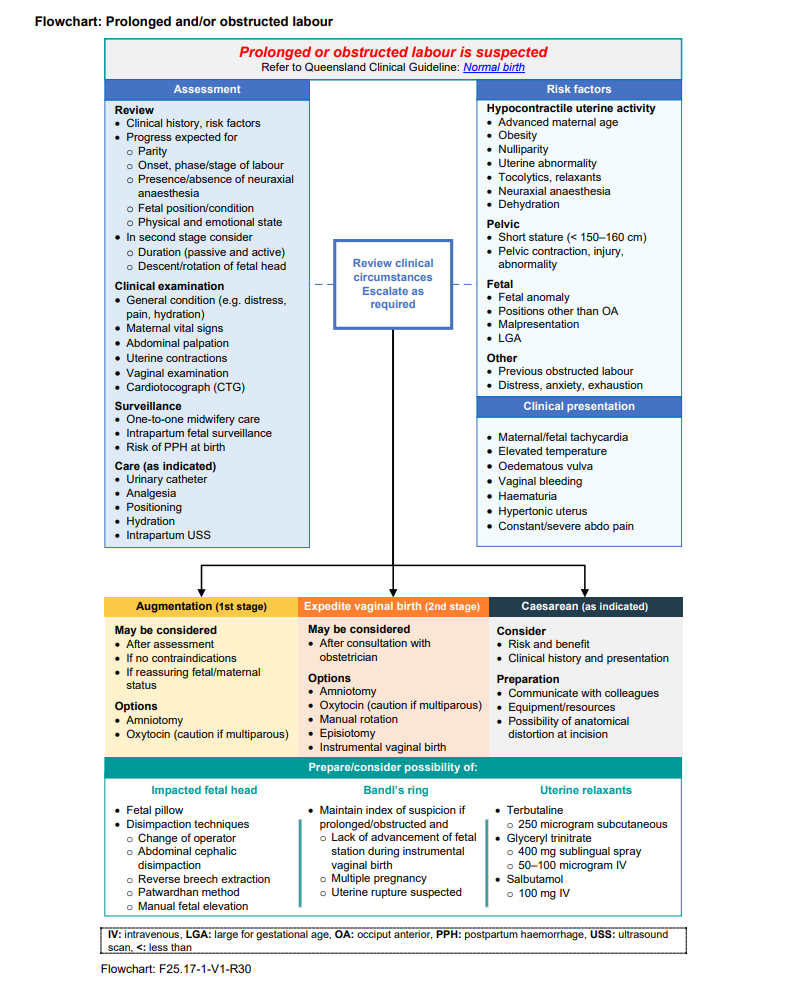 Flowchart: Prolonged and/or obstructed labour
Prolonged or obstructed labour is suspected
Refer to Queensland Clinical Guideline: Normal birth
Assessment
Review
• Clinical history, risk factors
• Progress expected for
o Parity
o Onset, phase/stage of labour
o Presence/absence of neuraxial
anaesthesia
o Fetal position/condition
o Physical and emotional state
• In second stage consider
o Duration (passive and active)
o Descent/rotation of fetal head
Clinical examination
• General condition (e.g. distress,
pain, hydration)
• Maternal vital signs
• Abdominal palpation
• Uterine contractions
• Vaginal examination
• Cardiotocograph (CTG)
Surveillance
• One-to-one midwifery care
• Intrapartum fetal surveillance
• Risk of PPH at birth
Care (as indicated)
• Urinary catheter
• Analgesia
• Positioning
• Hydration
• Intrapartum USS
Review clinical
circumstances
Escalate as
required
Risk factors
Hypocontractile uterine activity
• Advanced maternal age
• Obesity
• Nulliparity
• Uterine abnormality
• Tocolytics, relaxants
• Neuraxial anaesthesia
• Dehydration
Pelvic
• Short stature (< 150–160 cm)
• Pelvic contraction, injury,
abnormality
Fetal
• Fetal anomaly
• Positions other than OA
• Malpresentation
• LGA
Other
• Previous obstructed labour
• Distress, anxiety, exhaustion
Clinical presentation
• Maternal/fetal tachycardia
• Elevated temperature
• Oedematous vulva
• Vaginal bleeding
• Haematuria
• Hypertonic uterus
• Constant/severe abdo pain
Augmentation (1st stage)
May be considered
• After assessment
• If no contraindications
• If reassuring fetal/maternal
status
Options
• Amniotomy
• Oxytocin (caution if multiparous)
Expedite vaginal birth (2nd stage)
May be considered
• After consultation with
obstetrician
Options
• Amniotomy
• Oxytocin (caution if multiparous)
• Manual rotation
• Episiotomy
• Instrumental vaginal birth
Caesarean (as indicated)
Consider
• Risk and benefit
• Clinical history and presentation
Preparation
• Communicate with colleagues
• Equipment/resources
• Possibility of anatomical
distortion at incision
Prepare/consider possibility of:
Impacted fetal head
• Fetal pillow
• Disimpaction techniques
o Change of operator
o Abdominal cephalic
disimpaction
o Reverse breech extraction
o Patwardhan method
o Manual fetal elevation
Bandl's ring
• Maintain index of suspicion if
prolonged/obstructed and
o Lack of advancement of fetal
station during instrumental
vaginal birth
o Multiple pregnancy
o Uterine rupture suspected
Uterine relaxants
• Terbutaline
o 250 microgram subcutaneous
• Glyceryl trinitrate
o 400 mg sublingual spray
o 50–100 microgram IV
• Salbutamol
o 100 mg IV
IV: intravenous, LGA: large for gestational age, OA: occiput anterior, PPH: postpartum haemorrhage, USS: ultrasound
scan, <: less than
Flowchart: F25.17-1-V1-R30